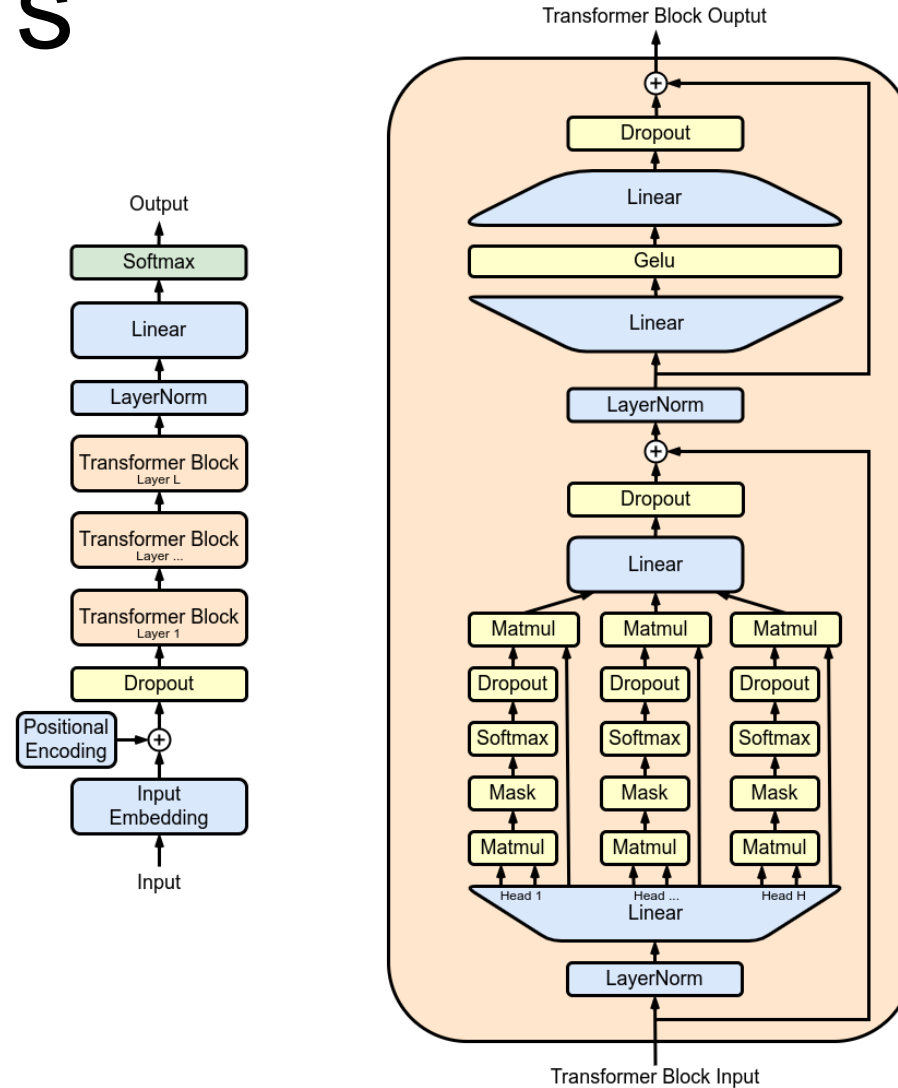 s
Output
Softmax
Linear
LayerNorm
Transformer Block
Layer L
Transformer Block
Layer ...
Transformer Block
Layer 1
Dropout
Positional
Encoding
+
Input
Embedding
Input
Transformer Block Ouptut
+
Dropout
Linear
Gelu
Linear
LayerNorm
+
Dropout
Linear
Matmul Matmul Matmul
Dropout Dropout Dropout
Softmax Softmax Softmax
Mask Mask Mask
Matmul Matmul Matmul
Head 1 Head ... Head H
Linear
LayerNorm
Transformer Block Input